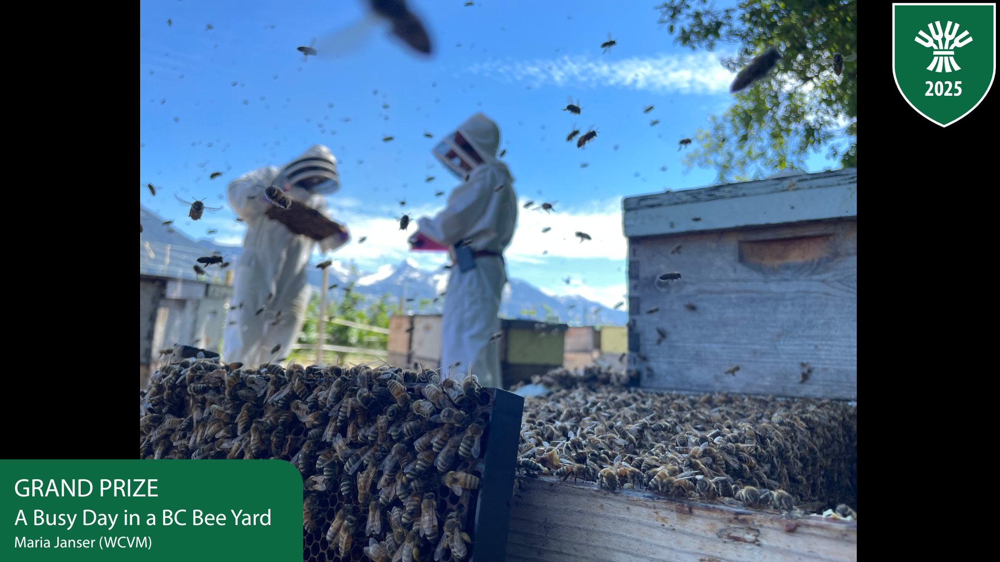 2025
GRAND PRIZE
A Busy Day in a BC Bee Yard
Maria Janser (WCVM)